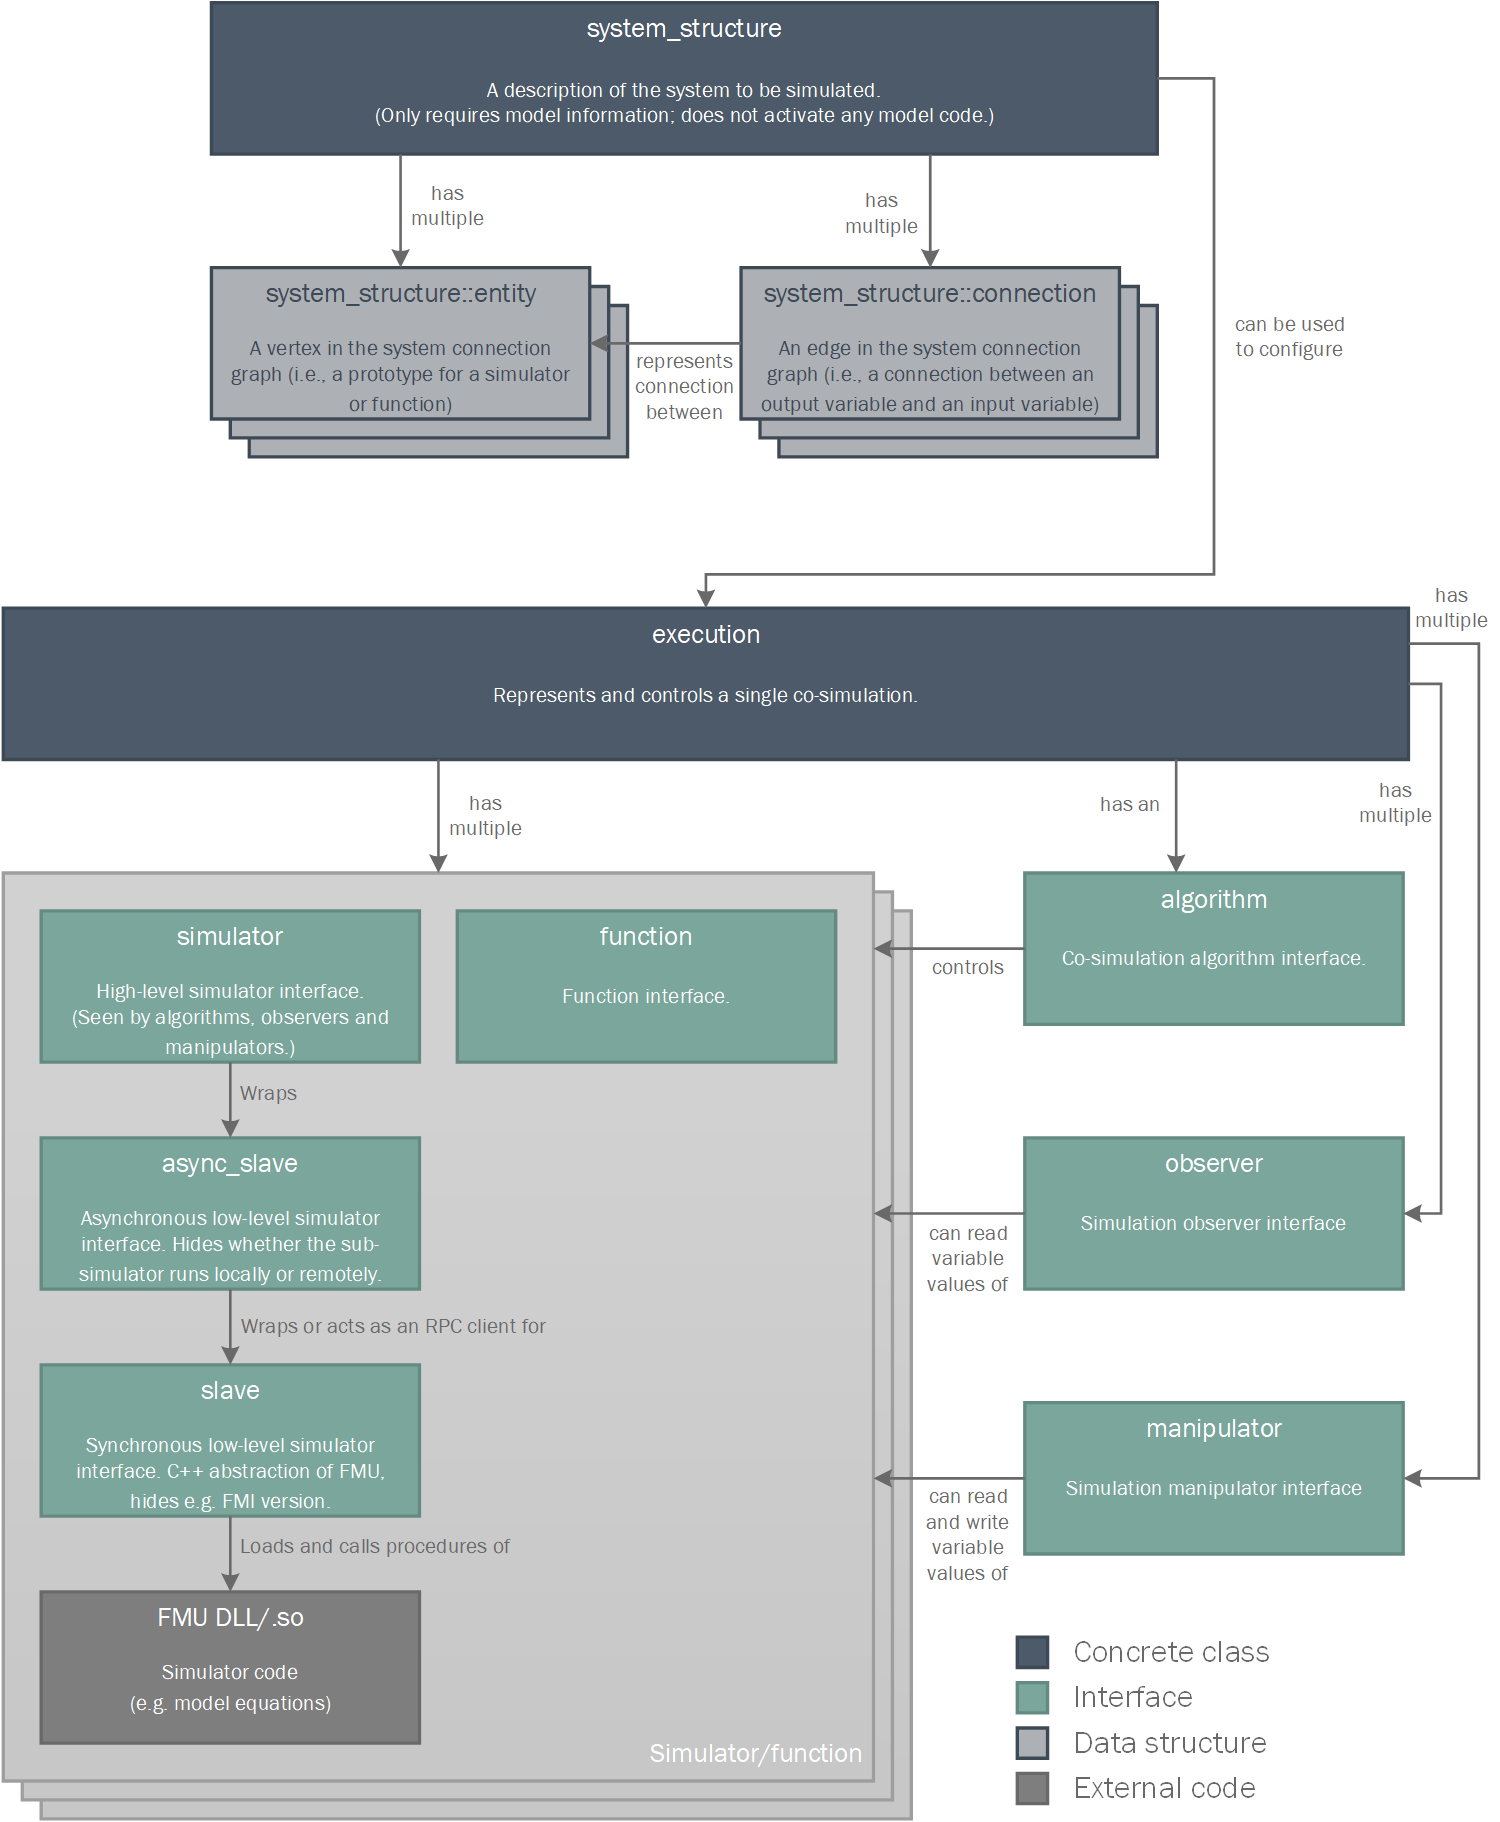 system_structure
A description of the system to be simulated.
(Only requires model information; does not activate any model code.)
has
multiple
has
multiple
can be used
to configure
system_structure::entity
A vertex in the system connection
graph (i.e., a prototype for a simulator
or function)
represents
connection
between
system_structure::connection
An edge in the system connection
graph (i.e., a connection between an
output variable and an input variable)
has
multiple
execution
Represents and controls a single co-simulation.
has
multiple
has an
has
multiple
simulator
High-level simulator interface.
(Seen by algorithms, observers and
manipulators.)
function
Function interface.
controls
algorithm
Co-simulation algorithm interface.
Wraps
async_slave
Asynchronous low-level simulator
interface. Hides whether the sub-
simulator runs locally or remotely.
can read
variable
values of
observer
Simulation observer interface
Wraps or acts as an RPC client for
slave
Synchronous low-level simulator
interface. C++ abstraction of FMU,
hides e.g. FMI version.
can read
and write
variable
values of
manipulator
Simulation manipulator interface
Loads and calls procedures of
FMU DLL/.so
Simulator code
(e.g. model equations)
Simulator/function
Concrete class
Interface
Data structure
External code